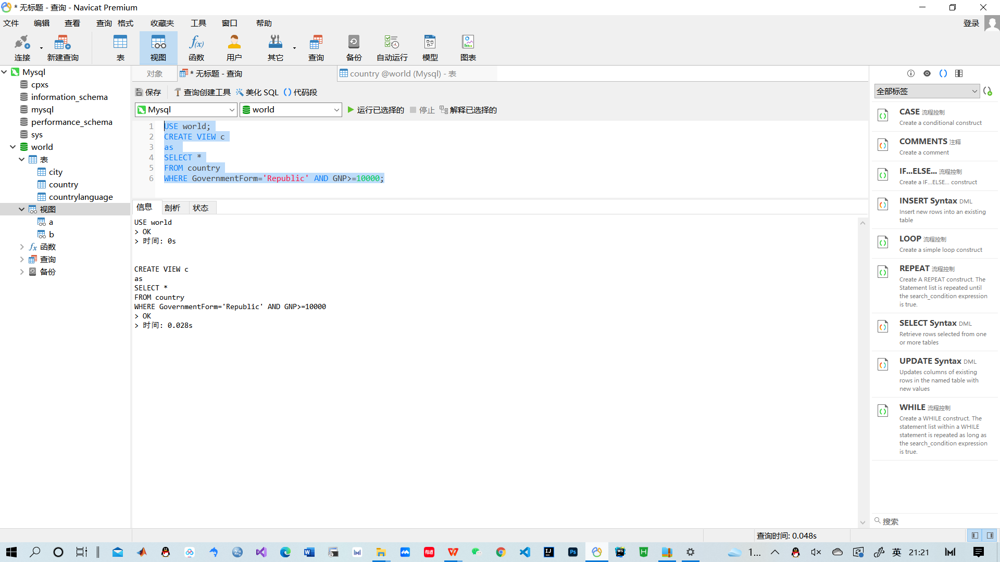 * 无标题 - 查询 - Navicat Premium
文件 编辑 查看 查询 格式 收藏夹 工具 窗口 帮助 登录
连接 新建查询 表 视图 函数 用户 其它 查询 备份 自动运行 模型 图表
Mysql
cpxs
information_schema
mysql
performance_schema
sys
world
表
city
country
countrylanguage
视图
a
b
函数
查询
备份
对象 * 无标题 - 查询 country @world (Mysql) - 表
保存 查询创建工具 美化 SQL 代码段
Mysql world 运行已选择的 停止 解释已选择的
1 USE world;
2 CREATE VIEW c
3 as
4 SELECT *
5 FROM country
6 WHERE GovernmentForm='Republic' AND GNP>=10000;
信息 剖析 状态
USE world
> OK
> 时间: 0s
CREATE VIEW c
as
SELECT *
FROM country
WHERE GovernmentForm='Republic' AND GNP>=10000
> OK
> 时间: 0.028s
全部标签
CASE 流程控制
Create a conditional construct
COMMENTS 注释
Create a comment
IF...ELSE... 流程控制
Create a IF...ELSE... construct
INSERT Syntax DML
Insert new rows into an existing
table
LOOP 流程控制
Create a simple loop construct
REPEAT 流程控制
Create A REPEAT construct. The
Statement list is repeated until
the search_condition expression
is true.
SELECT Syntax DML
Retrieve rows selected from one
or more tables
UPDATE Syntax DML
Updates columns of existing
rows in the named table with
new values
WHILE 流程控制
Create a WHILE construct. The
statement list within a WHILE
statement is repeated as long as
the search_condition expression
is true.
搜索
查询时间: 0.048s
1... 英 21:21